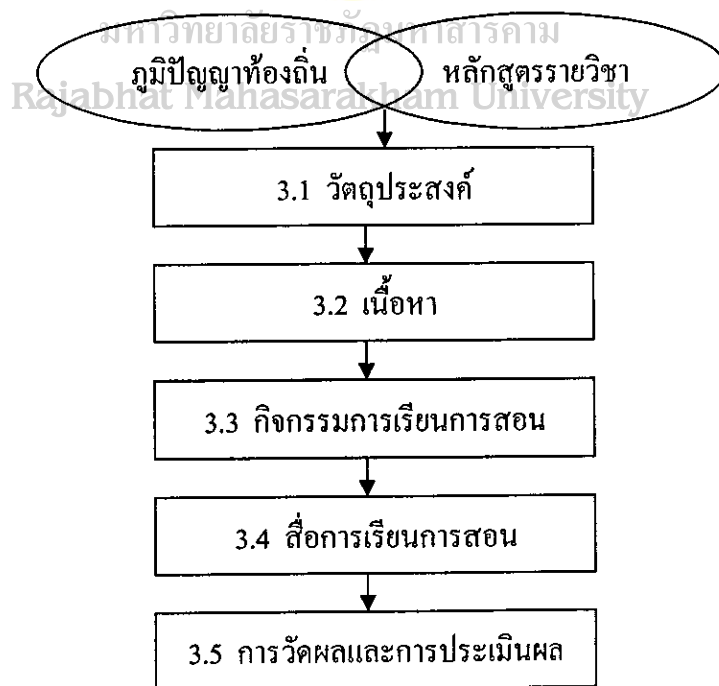 มหาวิทยาลัยราชภัฏมหาสารคาม
ภูมิปัญญาท้องถิ่น หลักสูตรรายวิชา
Rajabhat Mahasarakham University
3.1 วัตถุประสงค์
3.2 เนื้อหา
3.3 กิจกรรมการเรียนการสอน
3.4 สื่อการเรียนการสอน
3.5 การวัดผลและการประเมินผล